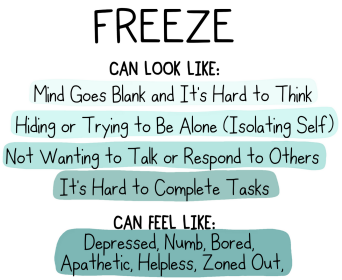 FREEZE
CAN LOOK LIKE:
Mind Goes Blank and It's Hard to Think
Hiding or Trying to Be Alone (Isolating Self)
Not Wanting to Talk or Respond to Others
It's Hard to Complete Tasks
CAN FEEL LIKE:
Depressed, Numb, Bored,
Apathetic, Helpless, Zoned Out,